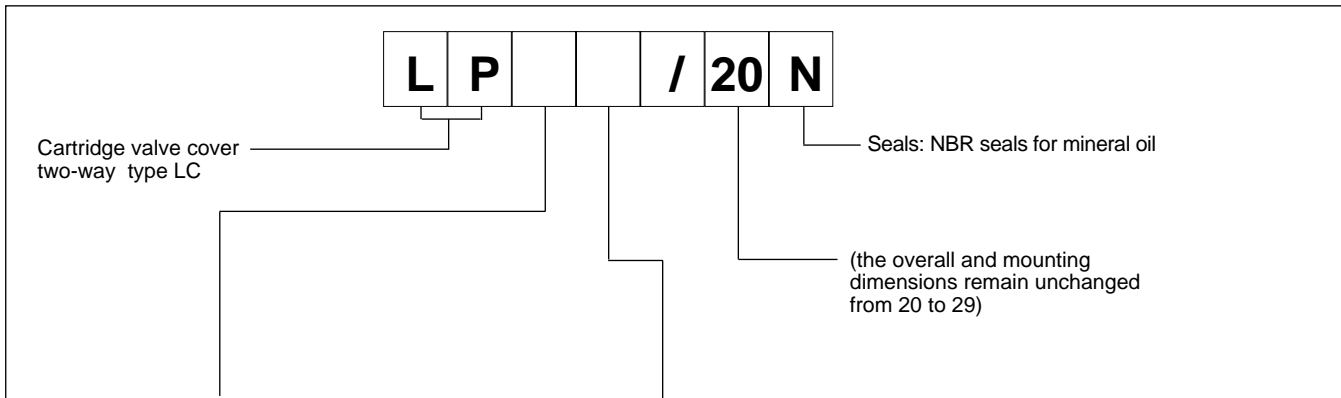 L P / 20 N
Cartridge valve cover
two-way type LC
Seals: NBR seals for mineral oil
(the overall and mounting
dimensions remain unchanged
from 20 to 29)